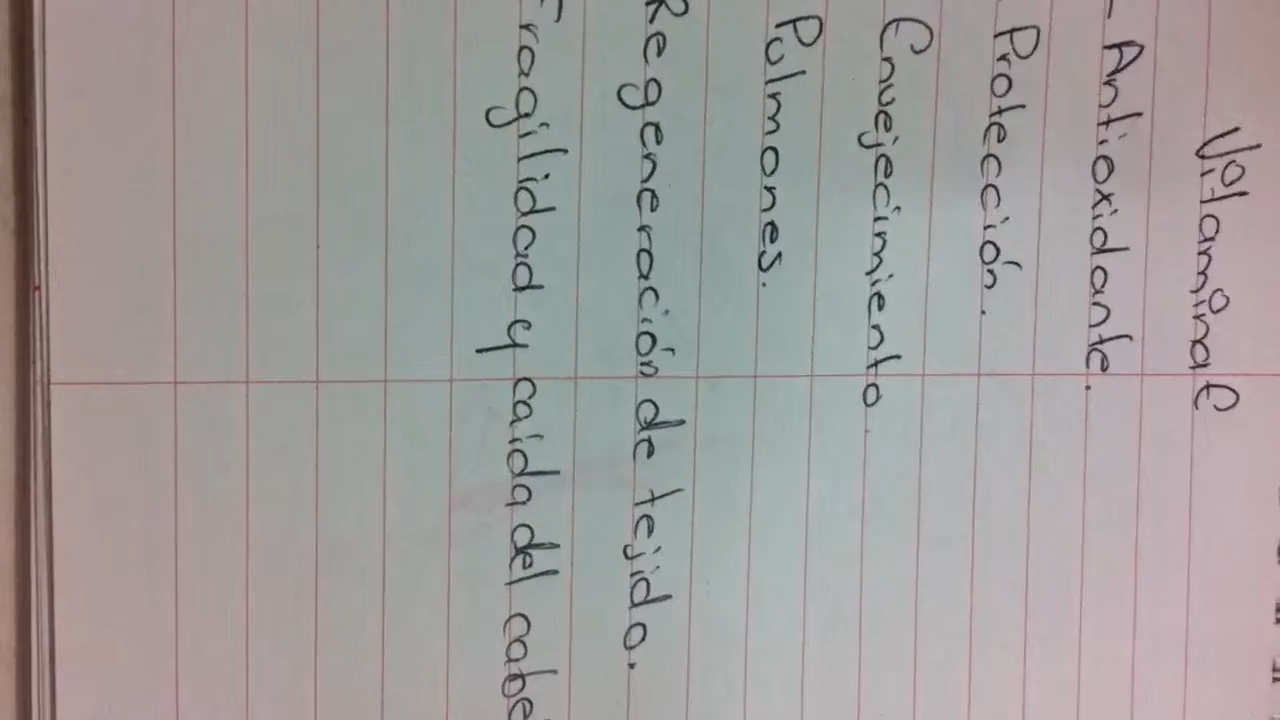 Vitamina E
- Antioxidante.
Protección.
Envejecimiento.
Pulmones.
Regeneración de tejido.
Fragilidad y caída del